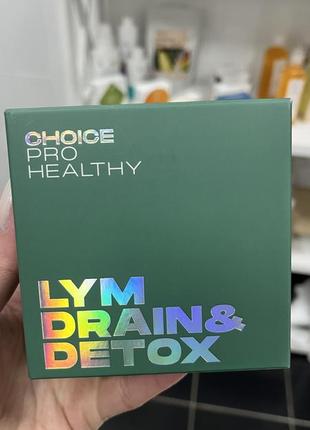 CHOICE
PRO
HEALTHY
LYM
DRAIN&
DETOX